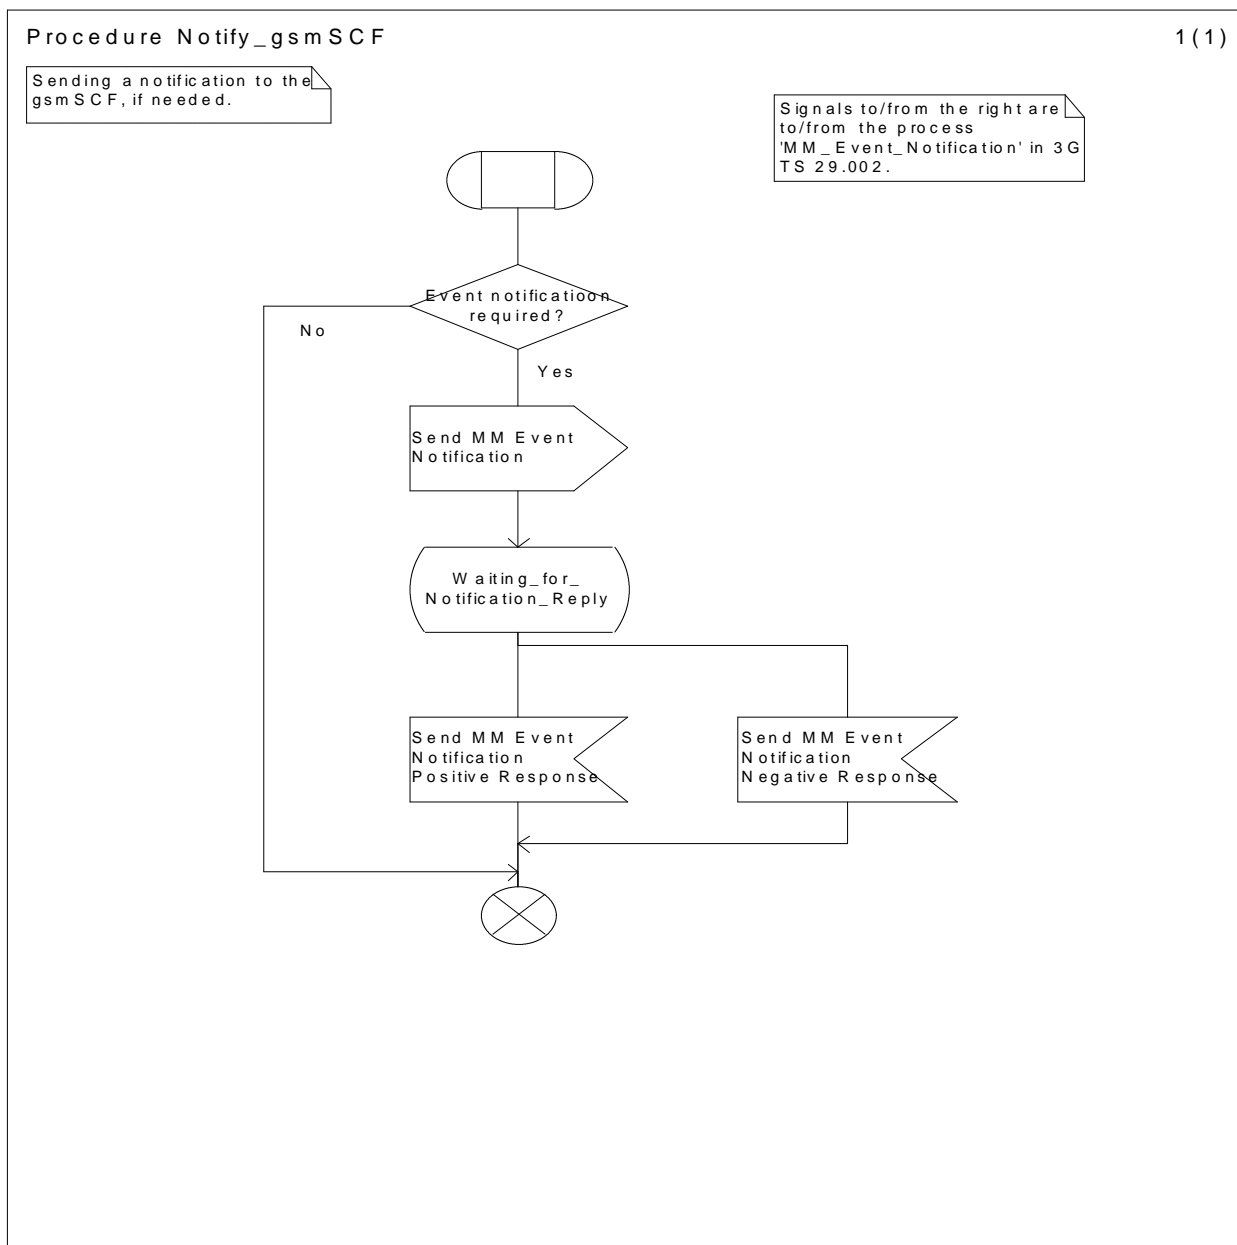 Procedure Notify_gsmSCF
1(1)
Sending a notification to the
gsmSCF, if needed.
Signals to/from the right are
to/from the process
'MM_Event_Notification' in 3G
TS 29.002.
Event notificatioon
required?
No
Yes
Send MM Event
Notification
Waiting_for_
Notification_Reply
Send MM Event
Notification
Positive Response
Send MM Event
Notification
Negative Response